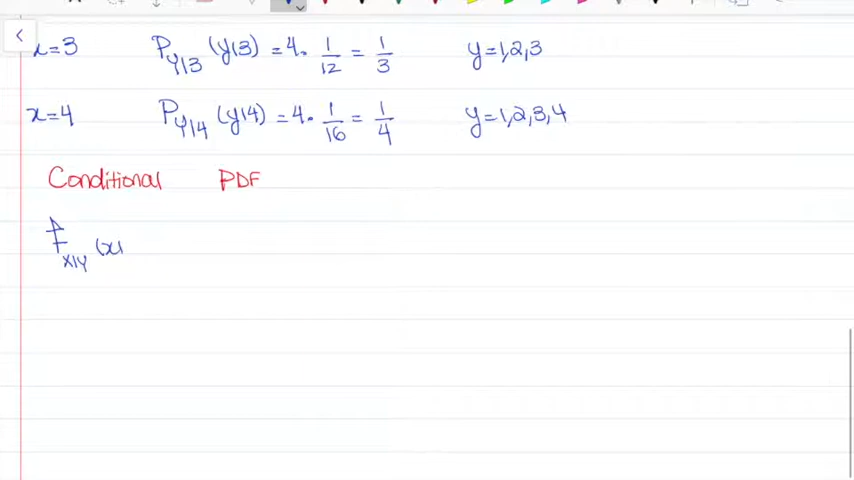 x=3 P_{Y|3} (y|3) = 4 · 1/12 = 1/3 y=1,2,3
x=4 P_{Y|4} (y|4) = 4 · 1/16 = 1/4 y=1,2,3,4
Conditional PDF
f_{X|Y} (x|